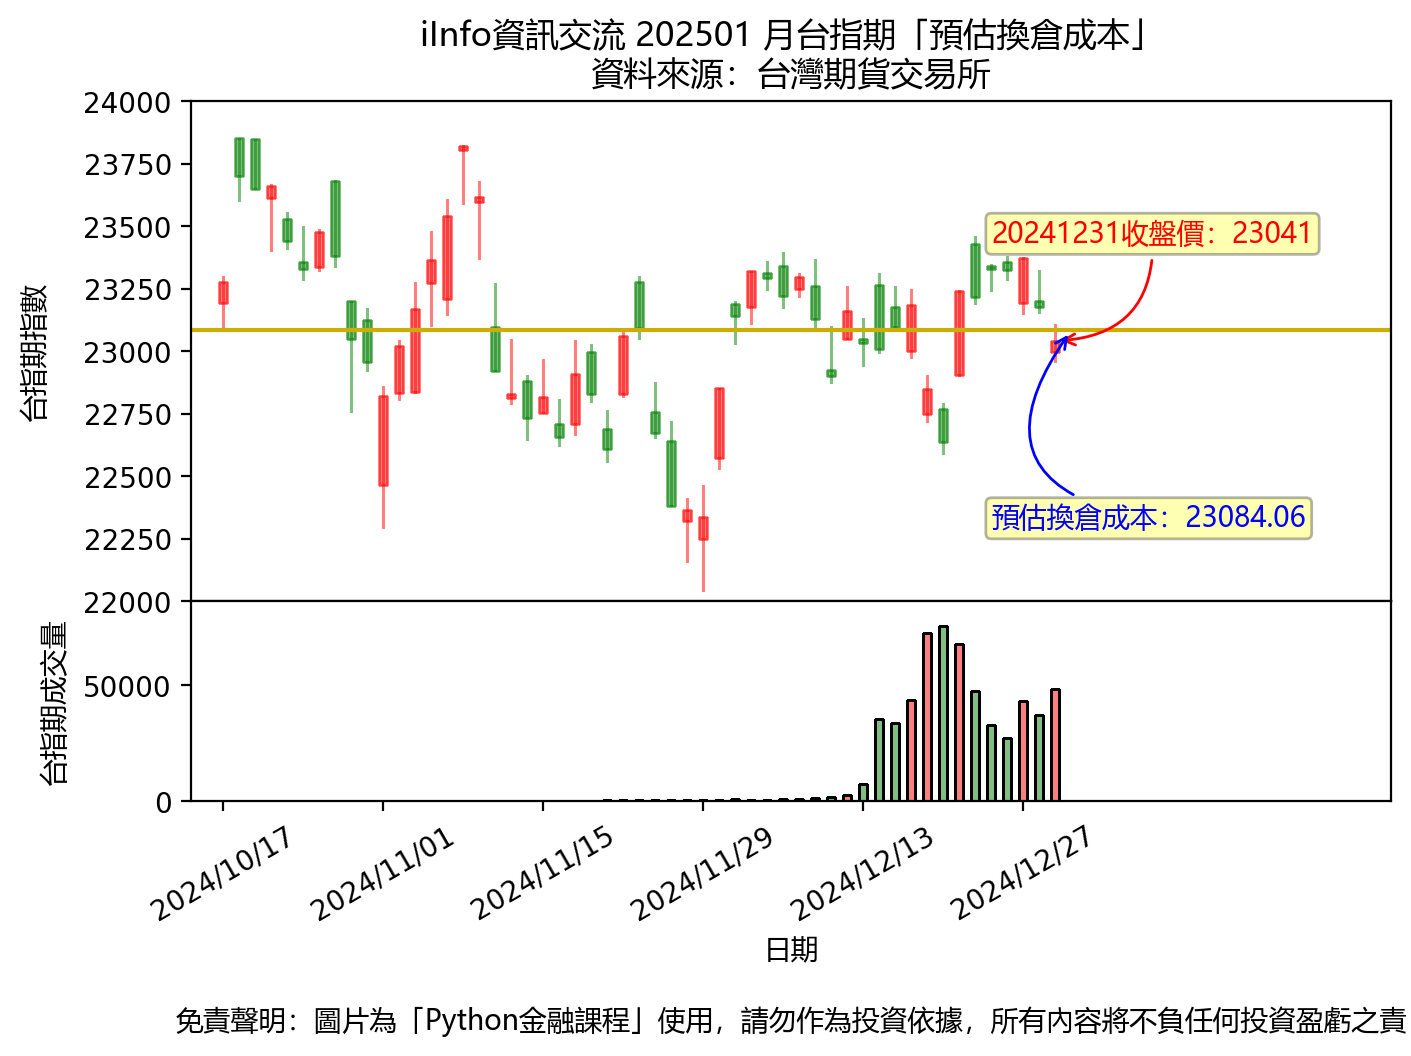 iInfo資訊交流 202501 月台指期「預估換倉成本」
資料來源：台灣期貨交易所
台指期指數
24000
23750
23500
23250
23000
22750
22500
22250
22000
20241231收盤價：23041
預估換倉成本：23084.06
台指期成交量
50000
0
2024/10/17
2024/11/01
2024/11/15
2024/11/29
2024/12/13
2024/12/27
日期
免責聲明：圖片為「Python金融課程」使用，請勿作為投資依據，所有內容將不負任何投資盈虧之責